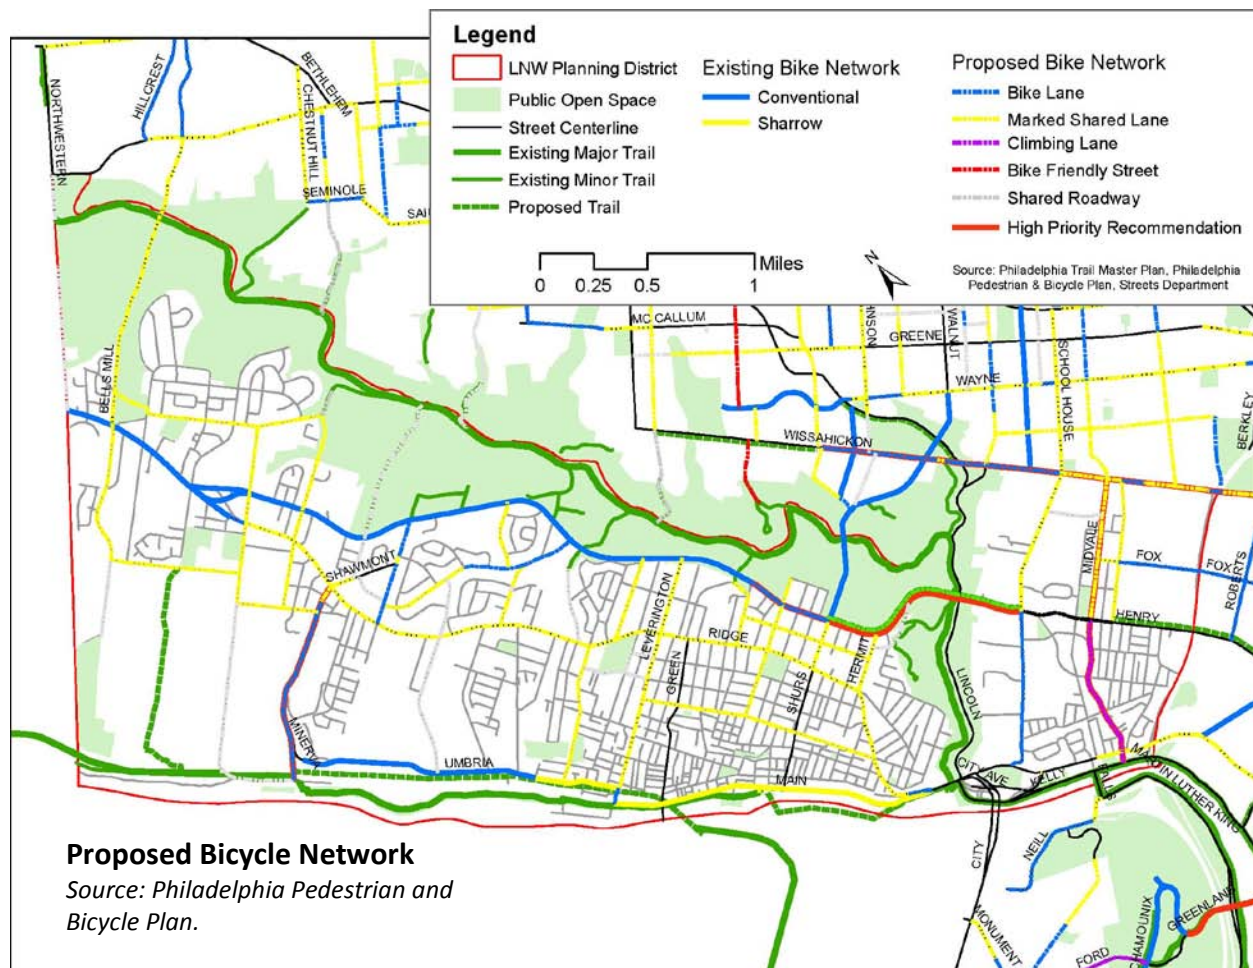 Legend
LNW Planning District
Public Open Space
Street Centerline
Existing Major Trail
Existing Minor Trail
Proposed Trail
Existing Bike Network
Conventional
Sharrow
Proposed Bike Network
Bike Lane
Marked Shared Lane
Climbing Lane
Bike Friendly Street
Shared Roadway
High Priority Recommendation
Miles
0 0.25 0.5 1
N
Source: Philadelphia Trail Master Plan, Philadelphia
Pedestrian & Bicycle Plan, Streets Department
NORTHWESTERN
HILLCREST
BETHLEHEM
CHESTNUT HILL
SEMINOLE
MC CALLUM
GREENE
WALNUT
WAYNE
SCHOOL HOUSE
BERKLEY
WISSAHICKON
BELLS MILL
SHAWMONT
LEVERINGTON
GREEN
RIDGE
SHURS
HERMIT
LINCOLN
MIDVALE
FOX
FOX
ROBERTS
HENRY
MINERVA
UMBRIA
MAIN
CITY AVE
KELLY
FALLS
MARTIN LUTHER KING
CITY
NEILL
MONUMENT
FORD
CHAMOUNIX
GREENLAND
Proposed Bicycle Network
Source: Philadelphia Pedestrian and
Bicycle Plan.